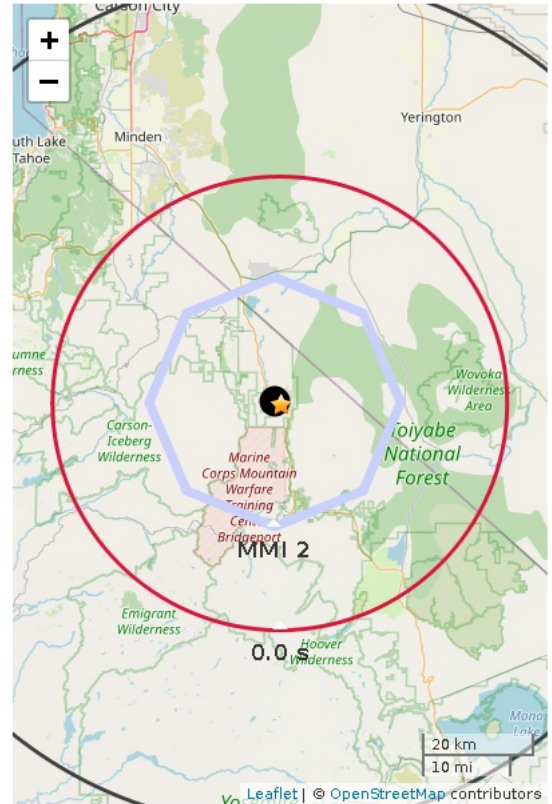 Carson City
+
−
Yerington
Minden
uth Lake
Tahoe
umne
rness
Wovoka
Wilderness
Area
Carson-
Iceberg
Wilderness
Toiyabe
National
Forest
Marine
Corps Mountain
Warfare
Training
Center
Bridgeport
MMI 2
Emigrant
Wilderness
Hoover
Wilderness
0.0 s
Mono
Lake
20 km
10 mi
Leaflet | © OpenStreetMap contributors